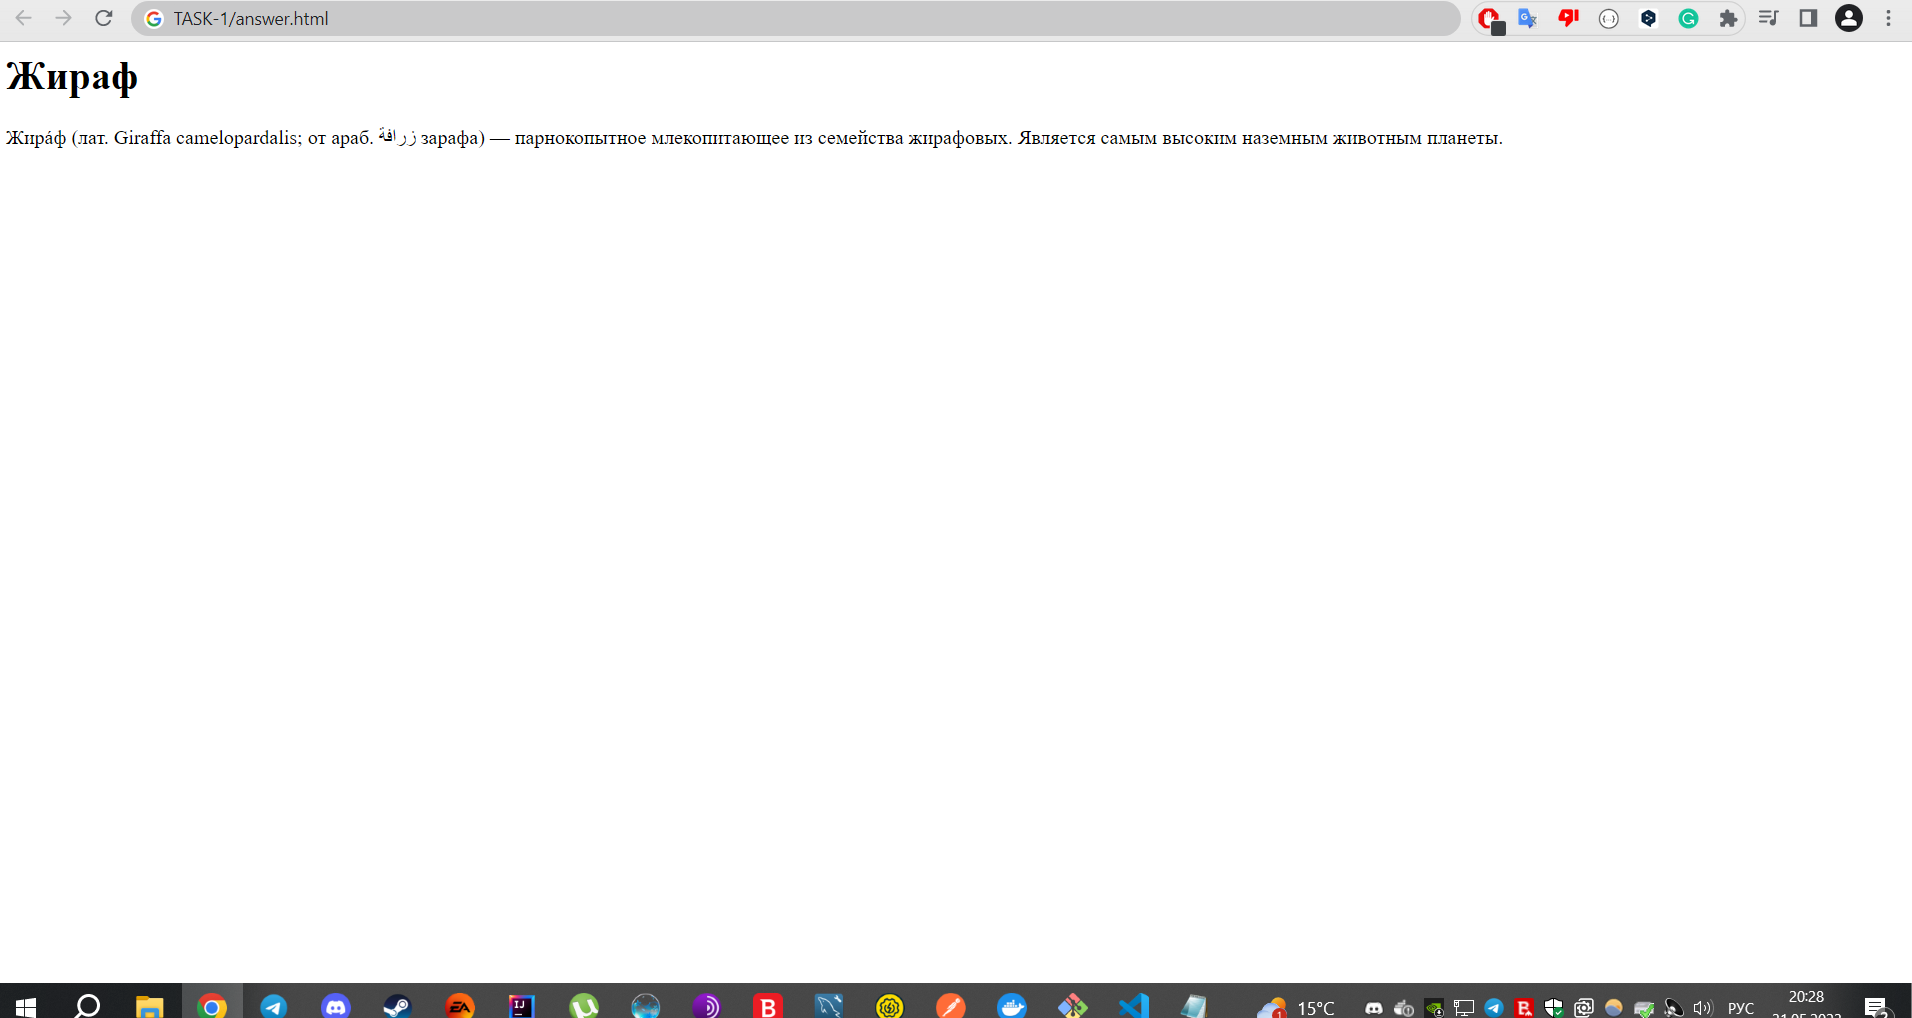 TASK-1/answer.html
Жираф
Жира́ф (лат. Giraffa camelopardalis; от араб. زرافة зарафа) — парнокопытное млекопитающее из семейства жирафовых. Является самым высоким наземным животным планеты.
15°C
РУС
20:28